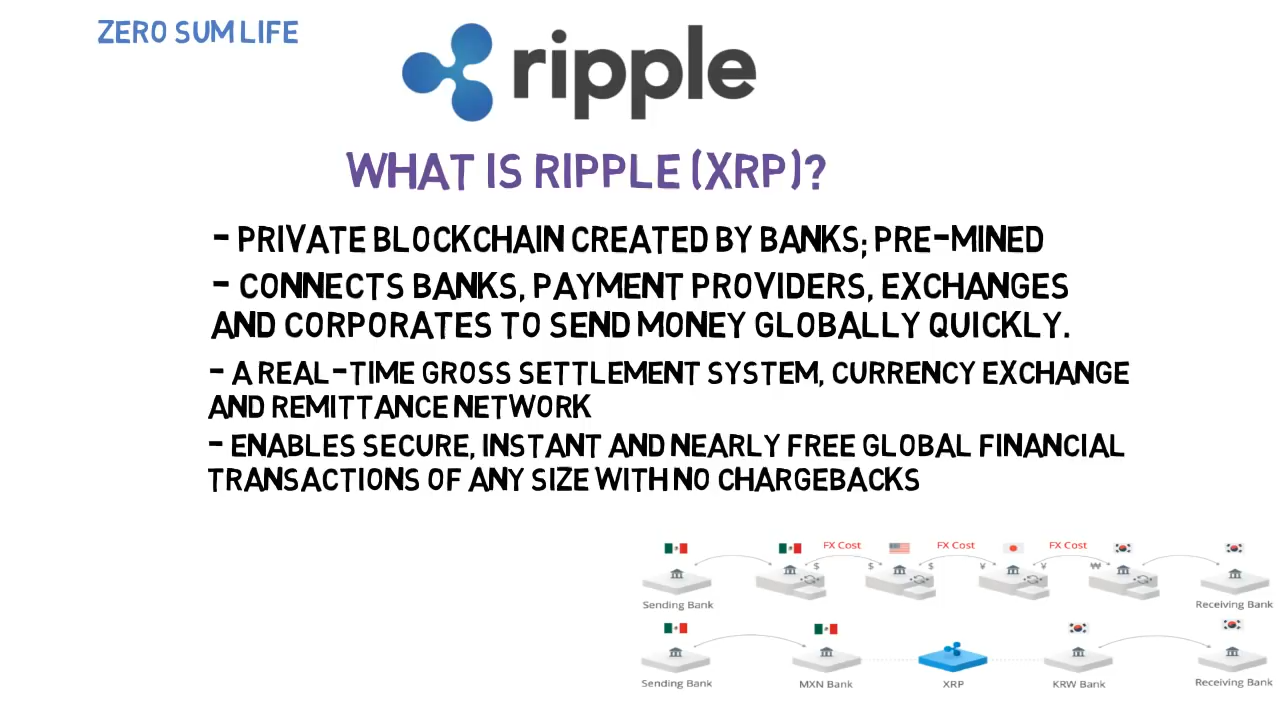 ZERO SUM LIFE
ripple
WHAT IS RIPPLE (XRP)?
- PRIVATE BLOCKCHAIN CREATED BY BANKS; PRE-MINED
- CONNECTS BANKS, PAYMENT PROVIDERS, EXCHANGES
AND CORPORATES TO SEND MONEY GLOBALLY QUICKLY.
- A REAL-TIME GROSS SETTLEMENT SYSTEM, CURRENCY EXCHANGE
AND REMITTANCE NETWORK
- ENABLES SECURE, INSTANT AND NEARLY FREE GLOBAL FINANCIAL
TRANSACTIONS OF ANY SIZE WITH NO CHARGEBACKS
FX Cost FX Cost FX Cost
$ $ $ ¥ ¥ ₩
Sending Bank Receiving Bank
Sending Bank MXN Bank XRP KRW Bank Receiving Bank